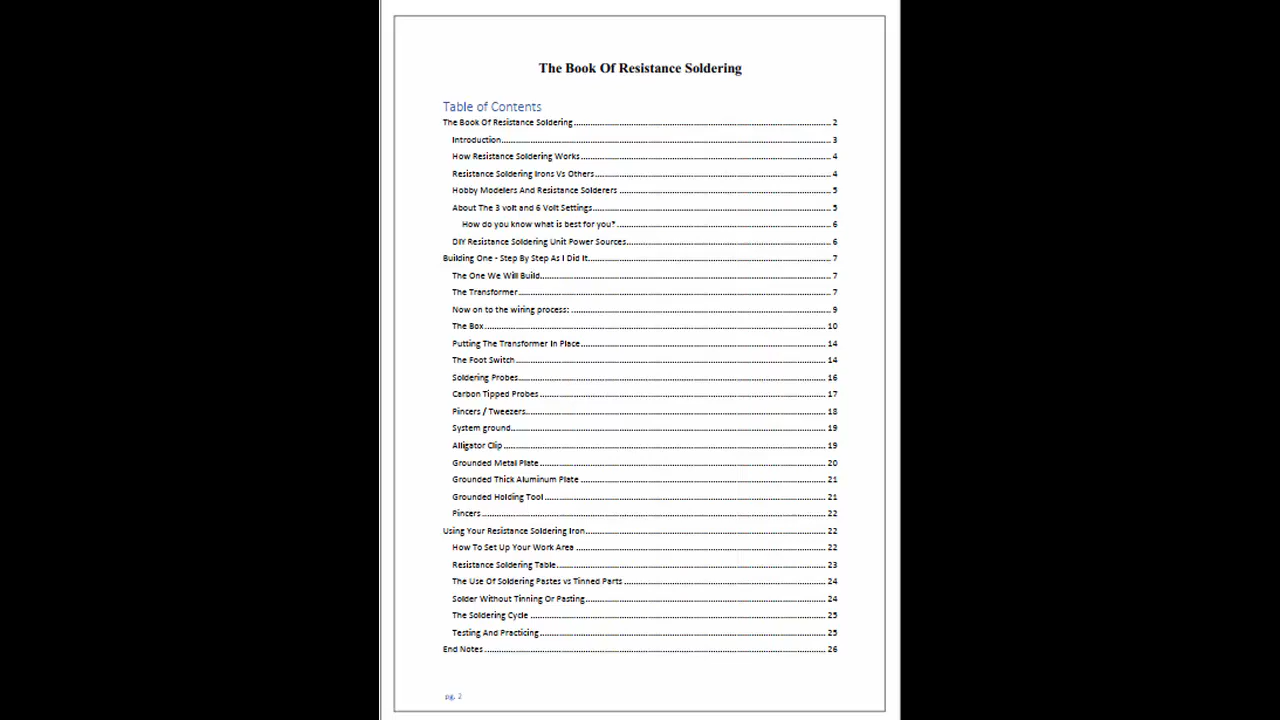 The Book Of Resistance Soldering
Table of Contents
The Book Of Resistance Soldering 2
Introduction 3
How Resistance Soldering Works 4
Resistance Soldering Irons Vs Others 4
Hobby Modelers And Resistance Solderers 5
About The 3 volt and 6 Volt Settings 5
How do you know what is best for you? 6
DIY Resistance Soldering Unit Power Sources 6
Building One - Step By Step As I Did It 7
The One We Will Build 7
The Transformer 7
Now on to the wiring process: 9
The Box 10
Putting The Transformer In Place 14
The Foot Switch 14
Soldering Probes 16
Carbon Tipped Probes 17
Pincers / Tweezers 18
System ground 19
Alligator Clip 19
Grounded Metal Plate 20
Grounded Thick Aluminum Plate 21
Grounded Holding Tool 21
Pincers 22
Using Your Resistance Soldering Iron 22
How To Set Up Your Work Area 22
Resistance Soldering Table 23
The Use Of Soldering Pastes vs Tinned Parts 24
Solder Without Tinning Or Pasting 24
The Soldering Cycle 25
Testing And Practicing 25
End Notes 26
pg. 2